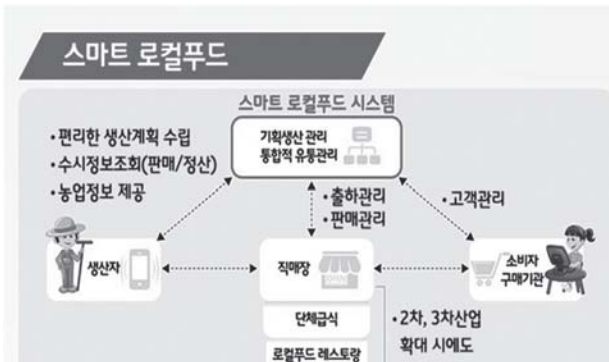 스마트 로컬푸드
스마트 로컬푸드 시스템
기획생산 관리
통합적 유통관리
• 편리한 생산계획 수립
• 수시정보조회(판매/정산)
• 농업정보 제공
• 출하관리
• 판매관리
• 고객관리
생산자
직매장
소비자
구매기관
단체급식
로컬푸드 레스토랑
• 2차, 3차산업
확대 시에도